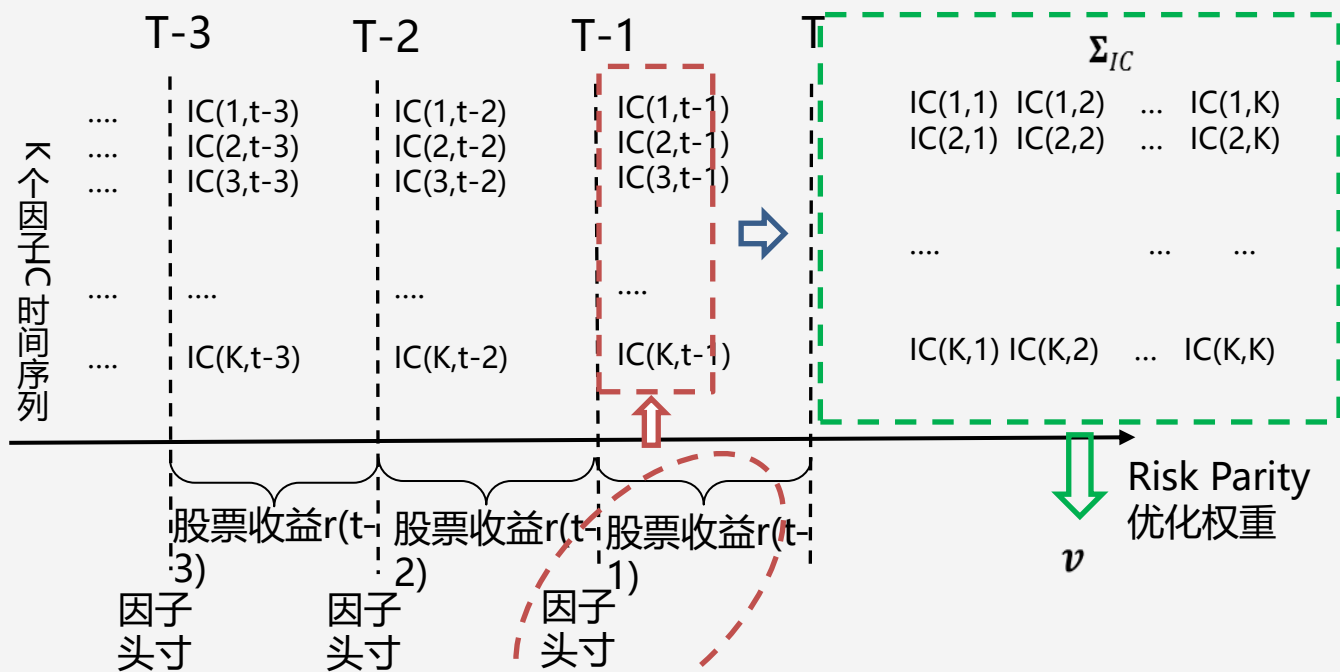 T-3
T-2
T-1
T
K个因子IC时间序列
.... IC(1,t-3) IC(1,t-2) IC(1,t-1)
.... IC(2,t-3) IC(2,t-2) IC(2,t-1)
.... IC(3,t-3) IC(3,t-2) IC(3,t-1)
.... .... .... ....
.... IC(K,t-3) IC(K,t-2) IC(K,t-1)
𝚺IC
IC(1,1) IC(1,2) ... IC(1,K)
IC(2,1) IC(2,2) ... IC(2,K)
.... ... ...
IC(K,1) IC(K,2) ... IC(K,K)
股票收益r(t-
3)
股票收益r(t-
2)
股票收益r(t-
1)
因子
头寸
因子
头寸
因子
头寸
Risk Parity
优化权重
𝒗